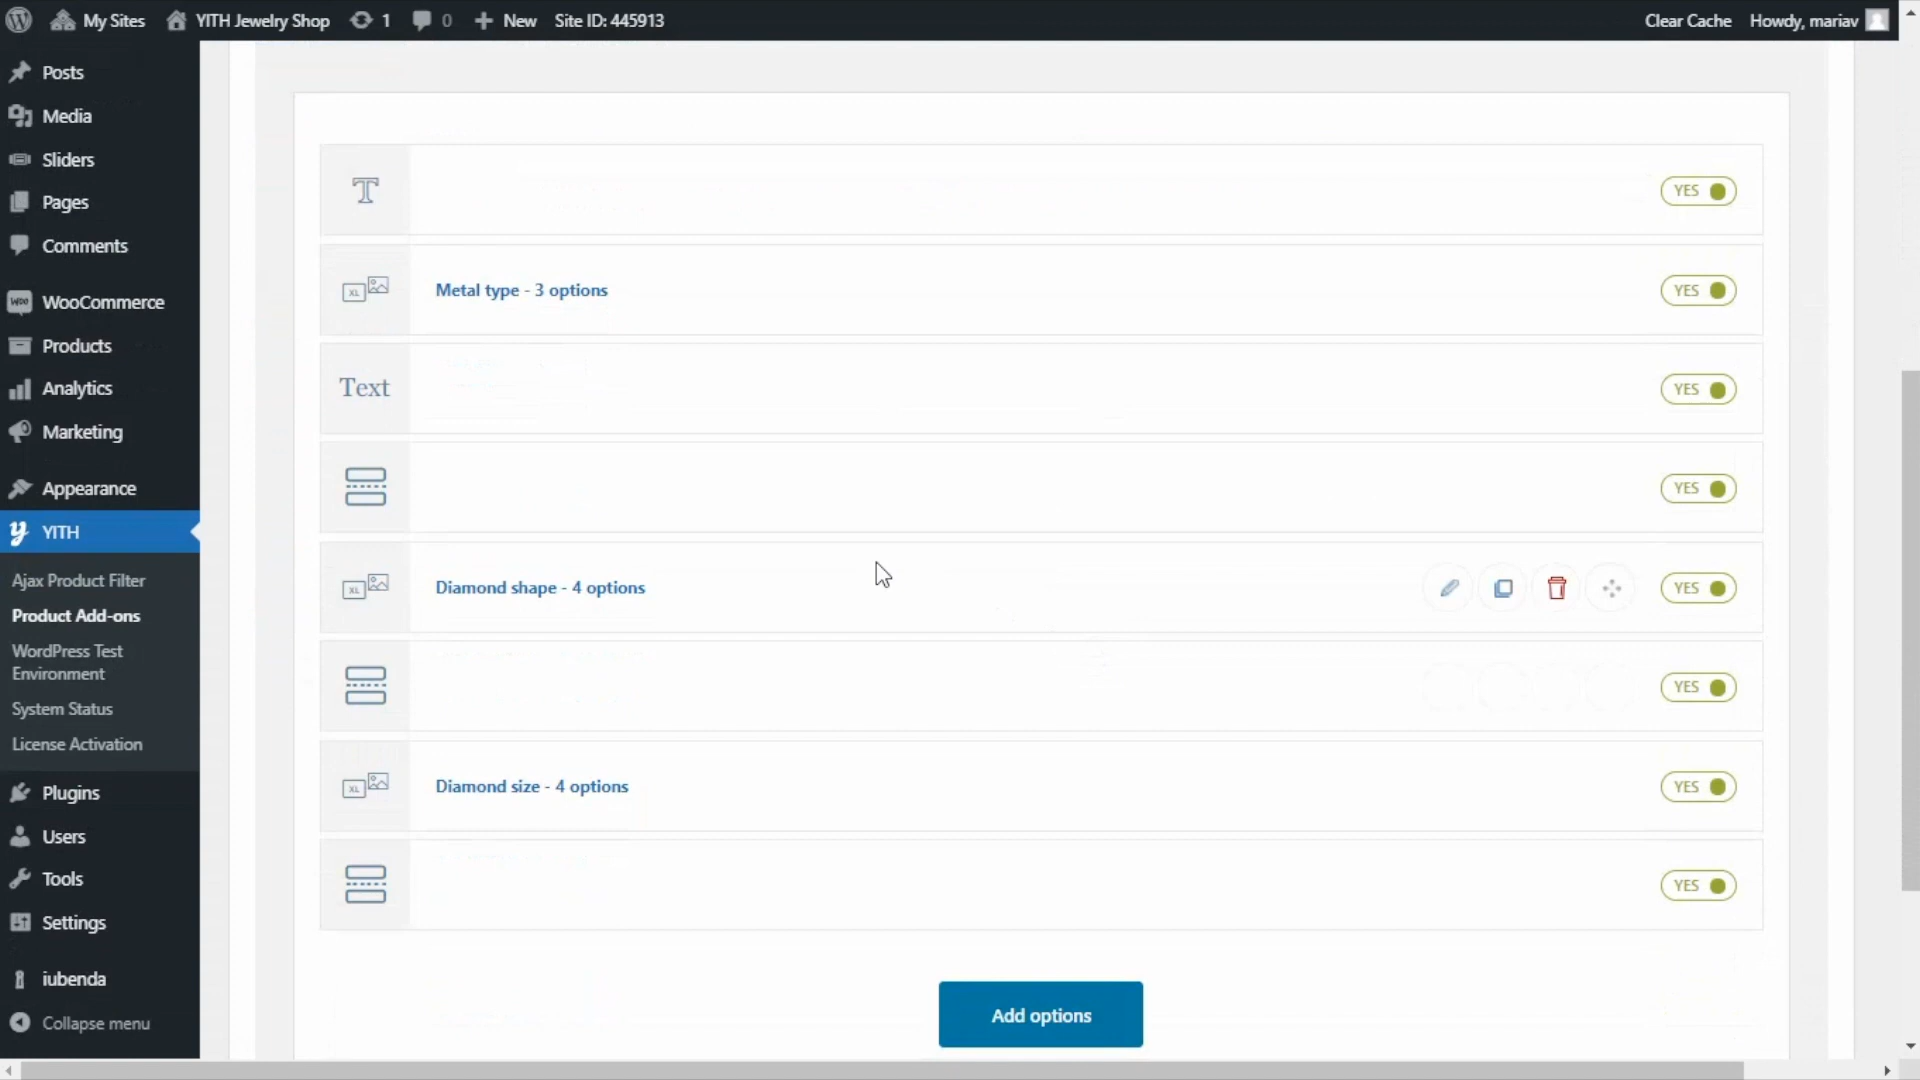 My Sites
YITH Jewelry Shop
1
0
New
Site ID: 445913
Clear Cache
Howdy, mariav
Posts
Media
Sliders
Pages
Comments
WooCommerce
Products
Analytics
Marketing
Appearance
YITH
Ajax Product Filter
Product Add-ons
WordPress Test
Environment
System Status
License Activation
Plugins
Users
Tools
Settings
iubenda
Collapse menu
T
YES
XL
Metal type - 3 options
YES
Text
YES
YES
XL
Diamond shape - 4 options
YES
YES
XL
Diamond size - 4 options
YES
YES
Add options